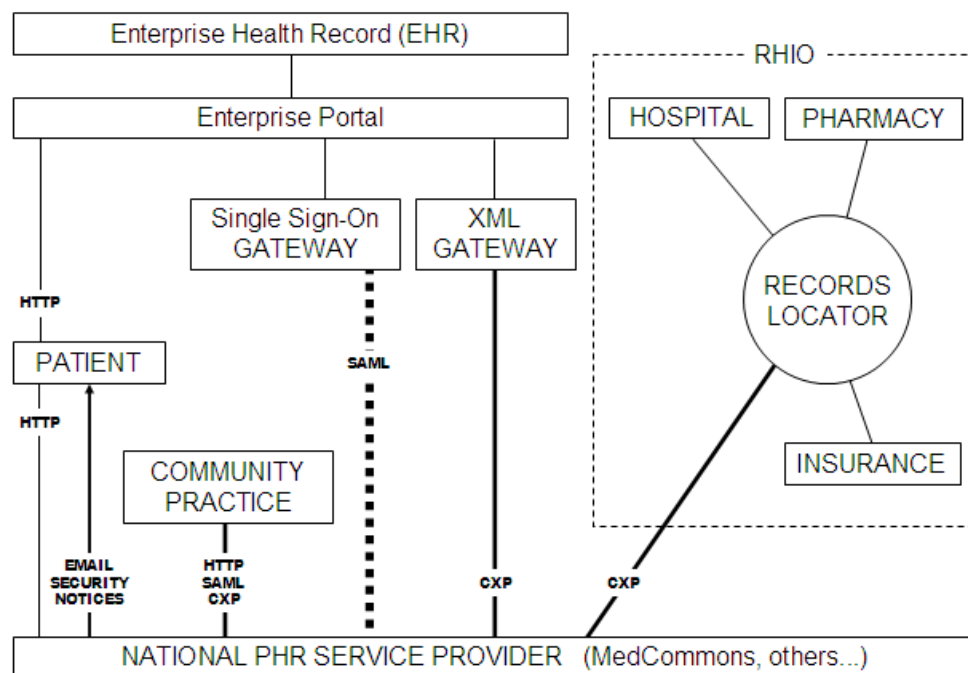 Enterprise Health Record (EHR)
RHIO
Enterprise Portal
HOSPITAL
PHARMACY
Single Sign-On
GATEWAY
XML
GATEWAY
RECORDS
LOCATOR
HTTP
PATIENT
SAML
HTTP
COMMUNITY
PRACTICE
INSURANCE
EMAIL
SECURITY
NOTICES
HTTP
SAML
CXP
CXP
CXP
NATIONAL PHR SERVICE PROVIDER (MedCommons, others...)